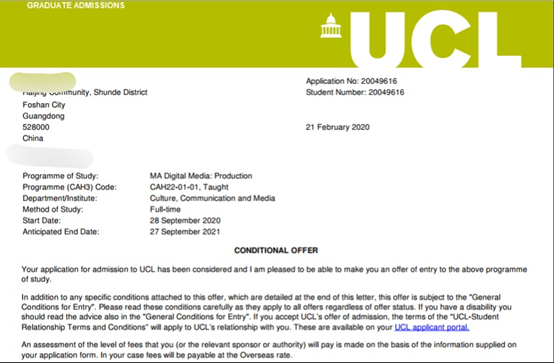 GRADUATE ADMISSIONS
UCL
Application No: 20049616
Student Number: 20049616
Haijing Community, Shunde District
Foshan City
Guangdong
528000
China
21 February 2020
Programme of Study: MA Digital Media: Production
Programme (CAH3) Code: CAH22-01-01, Taught
Department/Institute: Culture, Communication and Media
Method of Study: Full-time
Start Date: 28 September 2020
Anticipated End Date: 27 September 2021
CONDITIONAL OFFER
Your application for admission to UCL has been considered and I am pleased to be able to make you an offer of entry to the above programme
of study.
In addition to any specific conditions attached to this offer, which are detailed at the end of this letter, this offer is subject to the "General
Conditions for Entry". Please read these conditions carefully as they apply to all offers regardless of offer status. If you have a disability you
should read the advice also in the "General Conditions for Entry". If you accept UCL's offer of admission, the terms of the "UCL-Student
Relationship Terms and Conditions" will apply to UCL's relationship with you. These are available on your UCL applicant portal.
An assessment of the level of fees that you (or the relevant sponsor or authority) will pay is made on the basis of the information supplied on
your application form. In your case fees will be payable at the Overseas rate.